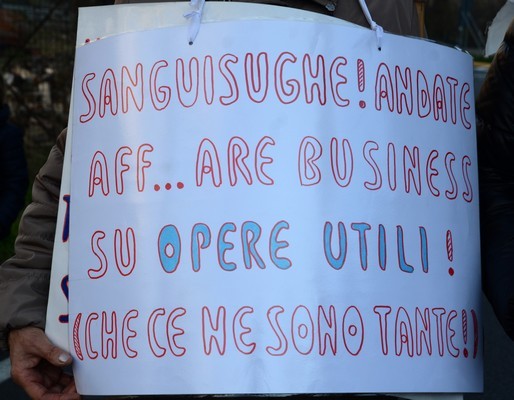 SANGUISUGHE! ANDATE
AFF...ARE BUSINESS
SU OPERE UTILI!
(CHE CE NE SONO TANTE!)